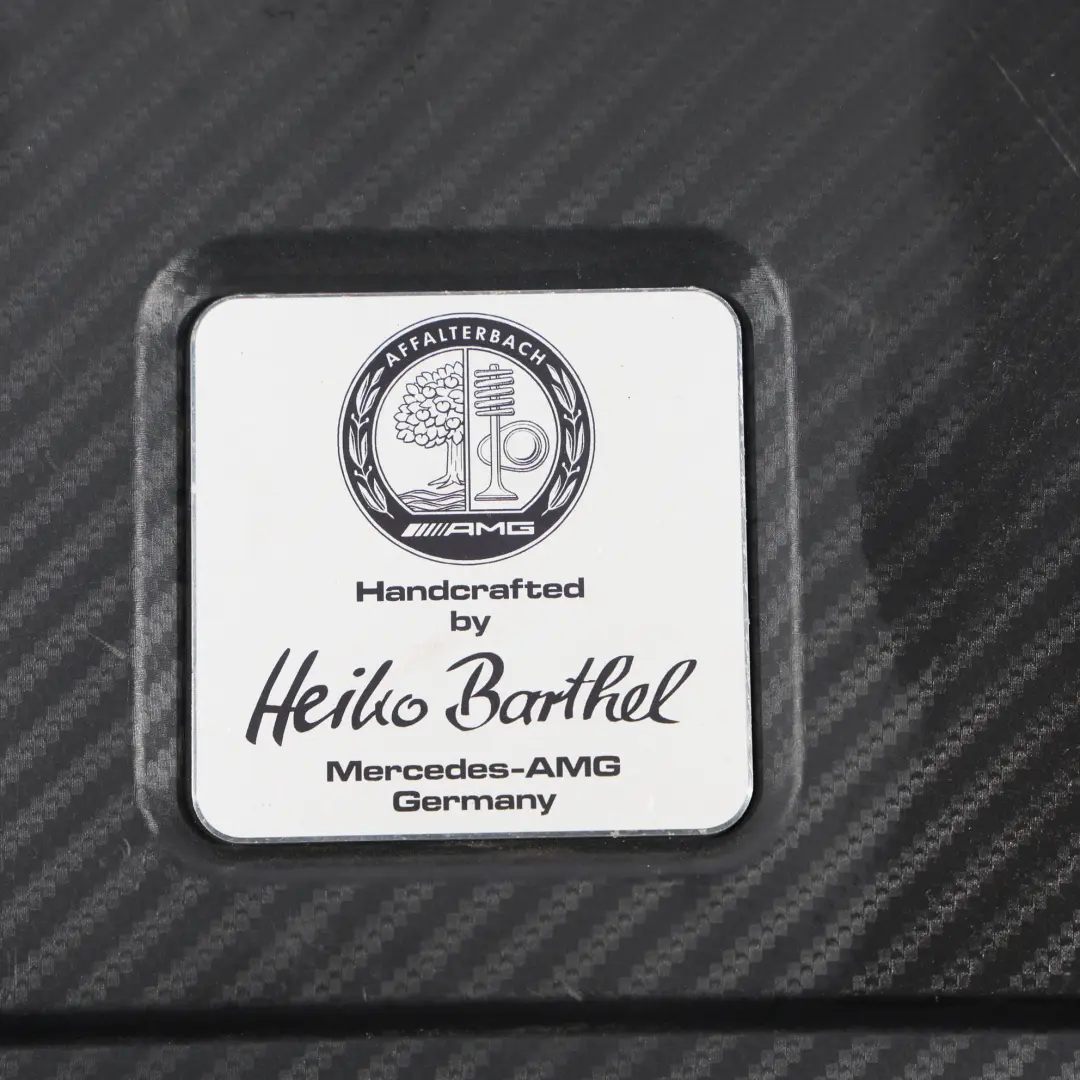 AFFALTERBACH
AMG
Handcrafted
by
Heiko Barthel
Mercedes-AMG
Germany